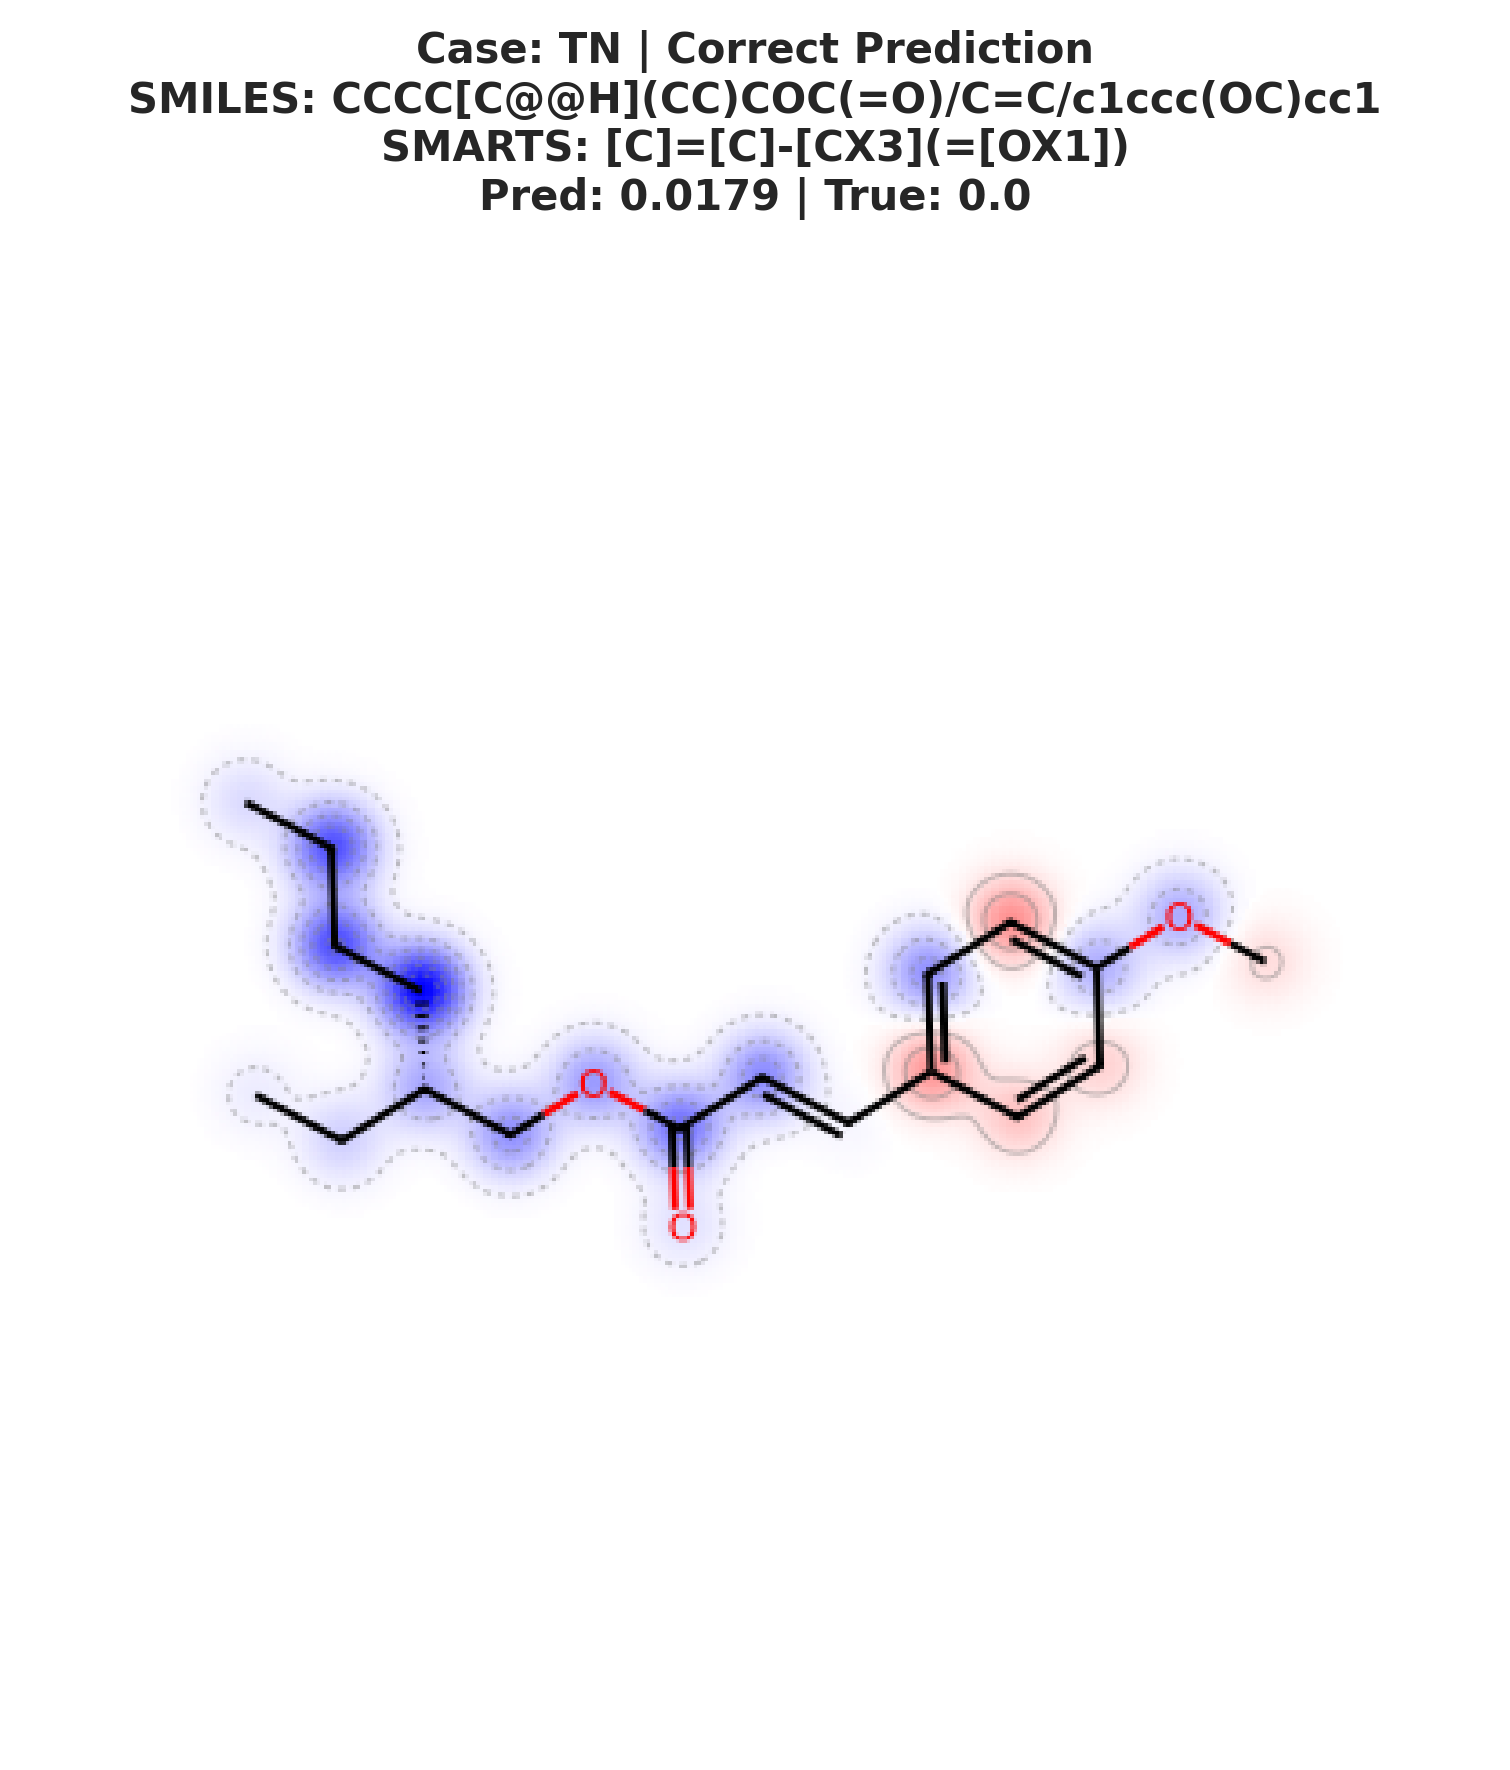 Case: TN | Correct Prediction
SMILES: CCCC[C@@H](CC)COC(=O)/C=C/c1ccc(OC)cc1
SMARTS: [C]=[C]-[CX3](=[OX1])
Pred: 0.0179 | True: 0.0
O
O
O